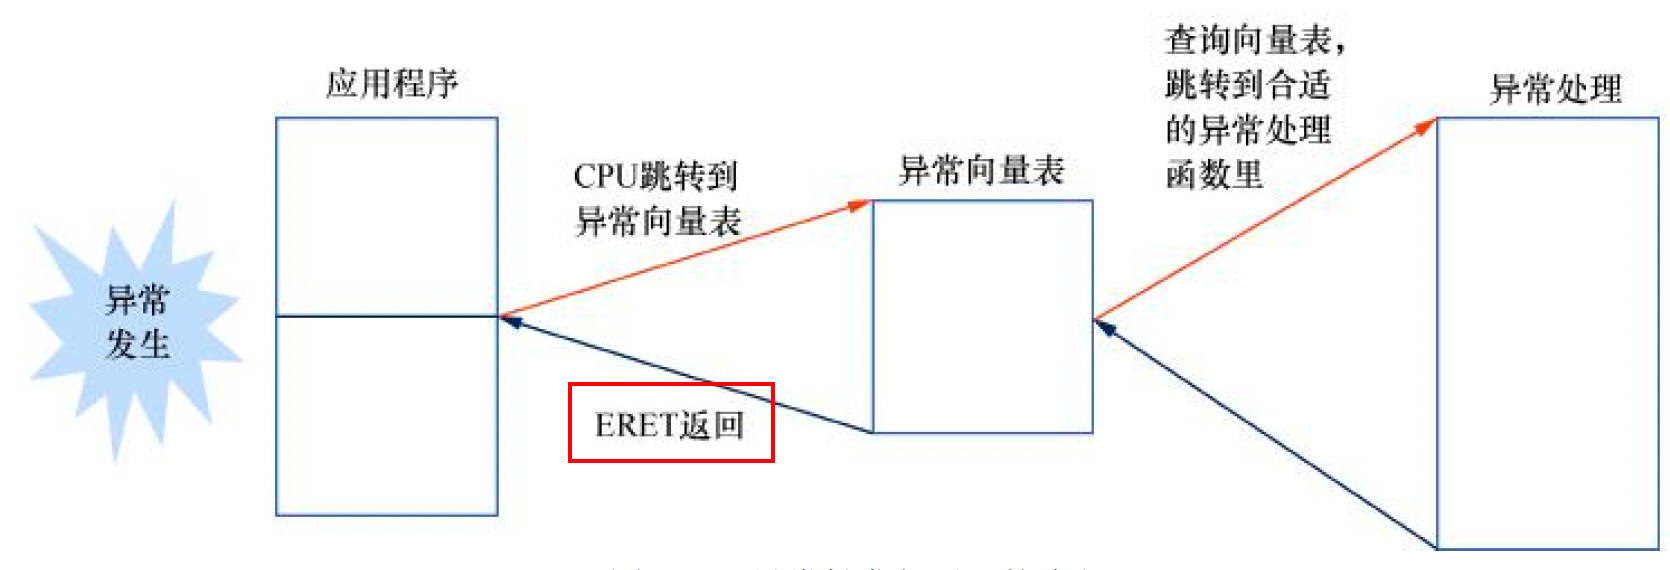 应用程序
异常
发生
CPU跳转到
异常向量表
ERET返回
异常向量表
查询向量表，
跳转到合适
的异常处理
函数里
异常处理